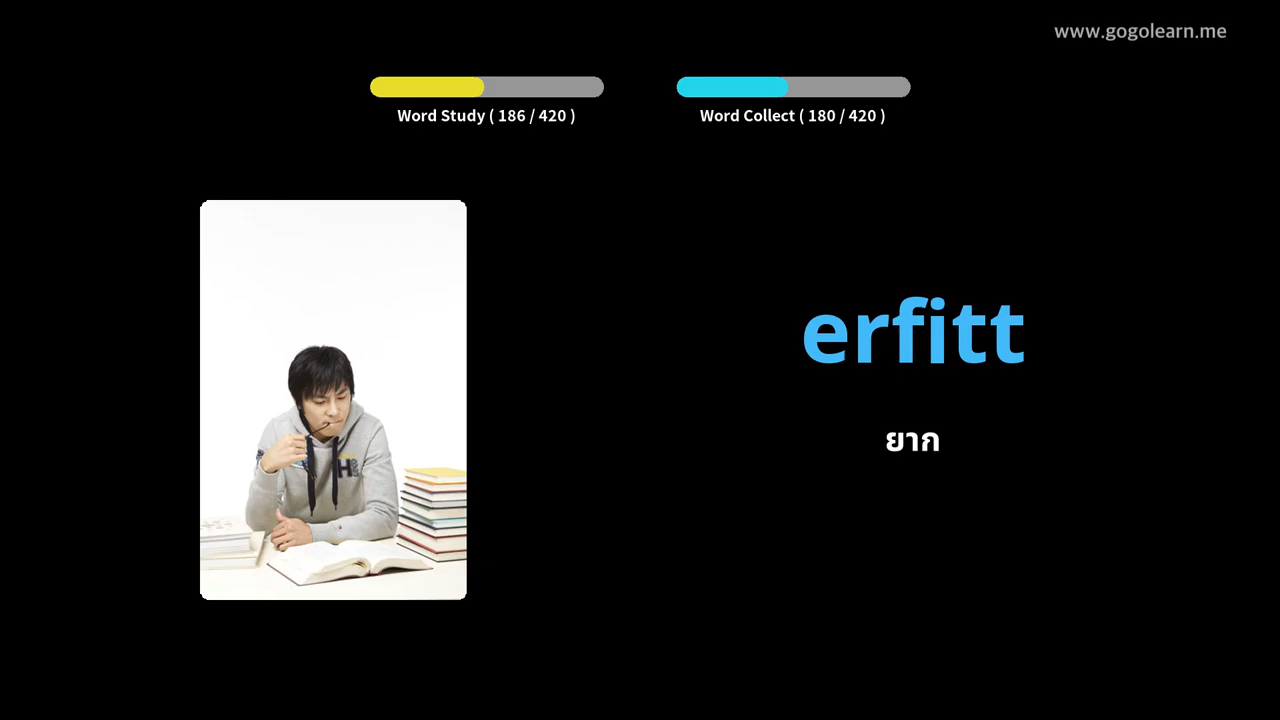 www.gogolearn.me
Word Study ( 186 / 420 )
Word Collect ( 180 / 420 )
erfitt
ยาก
H